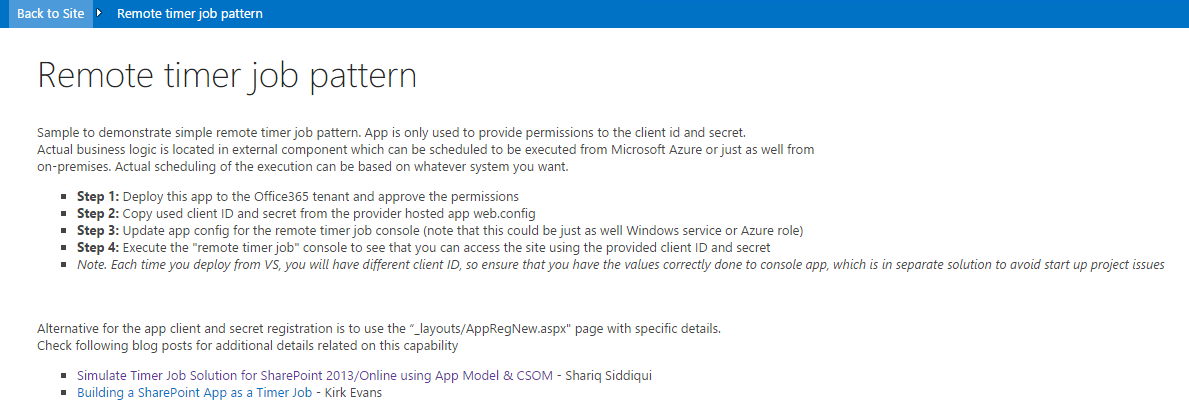 Back to Site Remote timer job pattern
Remote timer job pattern
Sample to demonstrate simple remote timer job pattern. App is only used to provide permissions to the client id and secret.
Actual business logic is located in external component which can be scheduled to be executed from Microsoft Azure or just as well from
on-premises. Actual scheduling of the execution can be based on whatever system you want.
Step 1: Deploy this app to the Office365 tenant and approve the permissions
Step 2: Copy used client ID and secret from the provider hosted app web.config
Step 3: Update app config for the remote timer job console (note that this could be just as well Windows service or Azure role)
Step 4: Execute the "remote timer job" console to see that you can access the site using the provided client ID and secret
Note. Each time you deploy from VS, you will have different client ID, so ensure that you have the values correctly done to console app, which is in separate solution to avoid start up project issues
Alternative for the app client and secret registration is to use the “_layouts/AppRegNew.aspx" page with specific details.
Check following blog posts for additional details related on this capability
Simulate Timer Job Solution for SharePoint 2013/Online using App Model & CSOM - Shariq Siddiqui
Building a SharePoint App as a Timer Job - Kirk Evans